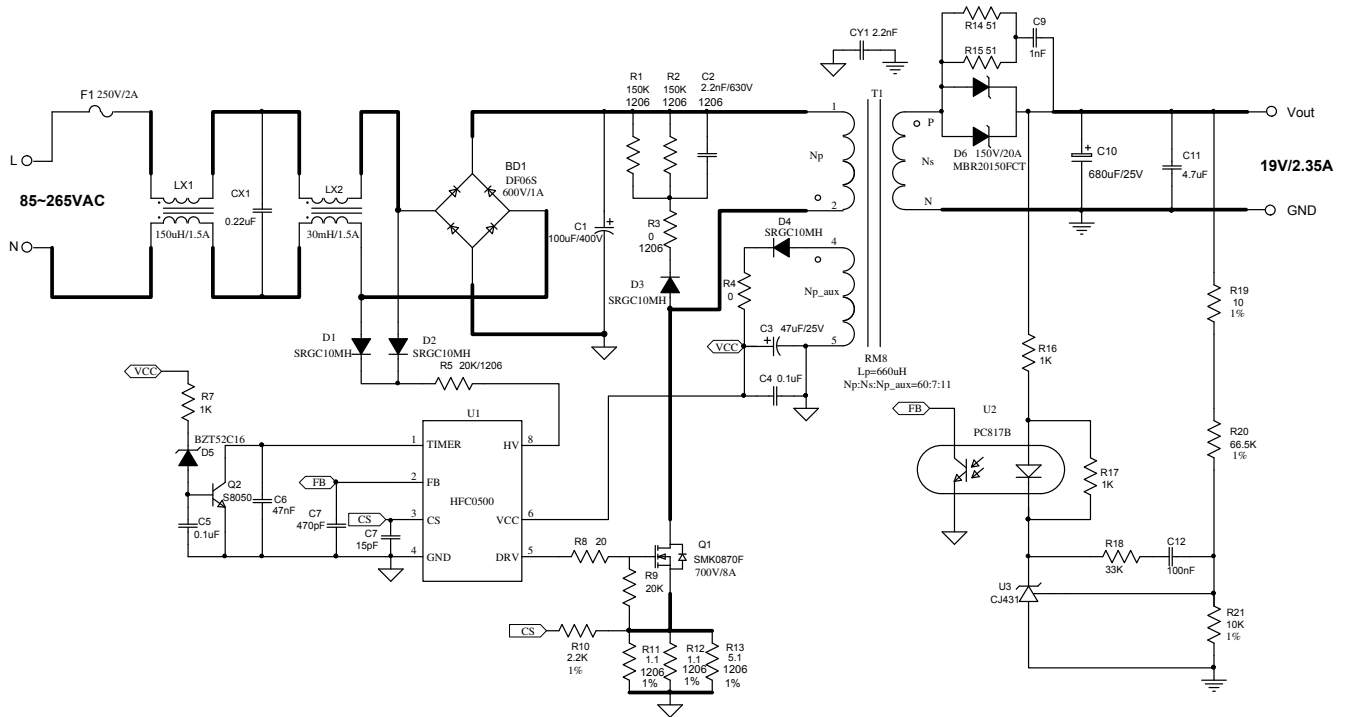 F1 250V/2A
L
85~265VAC
N
LX1
150uH/1.5A
CX1
0.22uF
LX2
30mH/1.5A
BD1
DF06S
600V/1A
C1
100uF/400V
R1
150K
1206
R2
150K
1206
C2
2.2nF/630V
1206
R3
0
1206
D3
SRGC10MH
CY1 2.2nF
T1
1
Np
2
4
Np_aux
5
Ns
P
N
RM8
Lp=660uH
Np:Ns:Np_aux=60:7:11
D4
SRGC10MH
R4
0
VCC
C3 47uF/25V
+
C4 0.1uF
R14 51
R15 51
C9
1nF
D6 150V/20A
MBR20150FCT
+
C10
680uF/25V
C11
4.7uF
Vout
19V/2.35A
GND
D1
SRGC10MH
D2
SRGC10MH
R5 20K/1206
VCC
R7
1K
BZT52C16
D5
Q2
S8050
C5
0.1uF
C6
47nF
FB
C7
470pF
CS
C7
15pF
U1
HFC0500
1 TIMER
2 FB
3 CS
4 GND
HV 8
VCC 6
DRV 5
R8 20
R9
20K
Q1
SMK0870F
700V/8A
CS
R10
2.2K
1%
R11
1.1
1206
1%
R12
1.1
1206
1%
R13
5.1
1206
1%
FB
U2
PC817B
R16
1K
R17
1K
R18
33K
C12
100nF
U3
CJ431
R19
10
1%
R20
66.5K
1%
R21
10K
1%